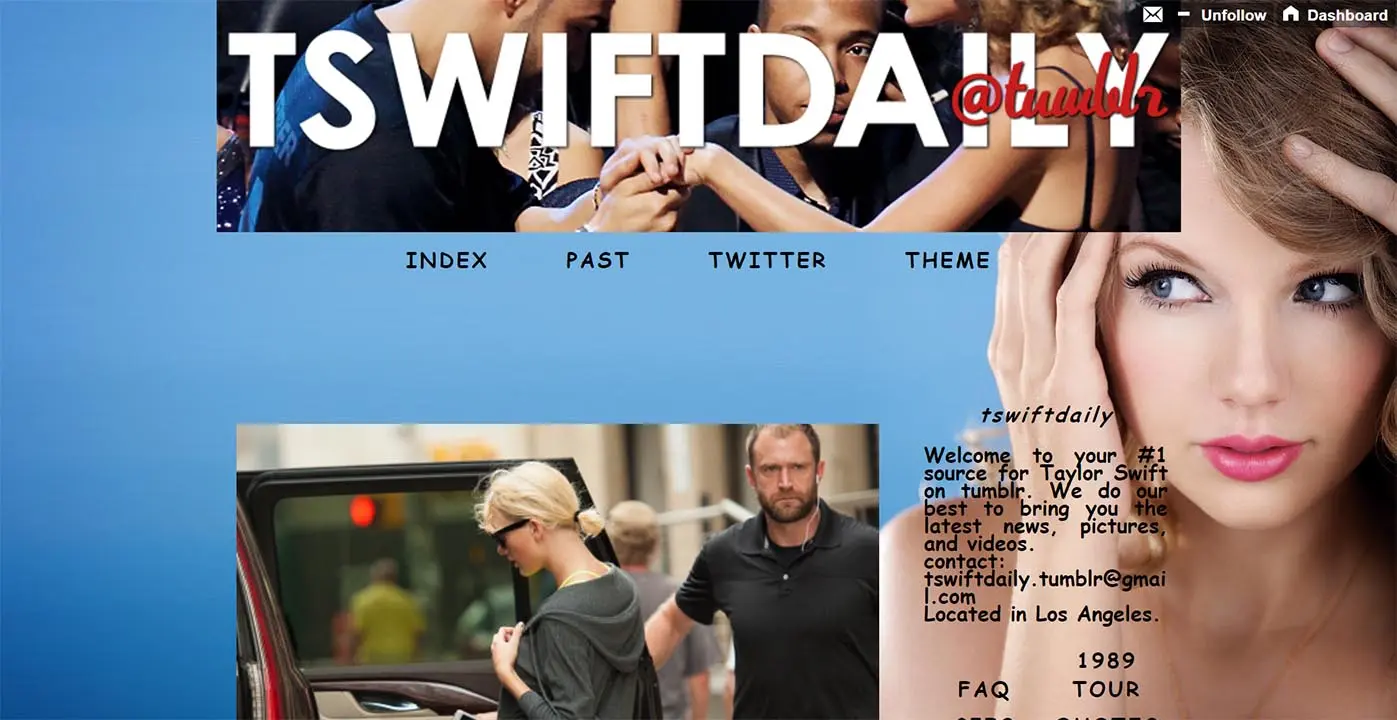 Unfollow Dashboard
TSWIFTDAILY
@tumblr
INDEX PAST TWITTER THEME
tswiftdaily
Welcome to your #1
source for Taylor Swift
on tumblr. We do our
best to bring you the
latest news, pictures,
and videos.
contact:
tswiftdaily.tumblr@gmai
l.com
Located in Los Angeles.
1989
FAQ TOUR